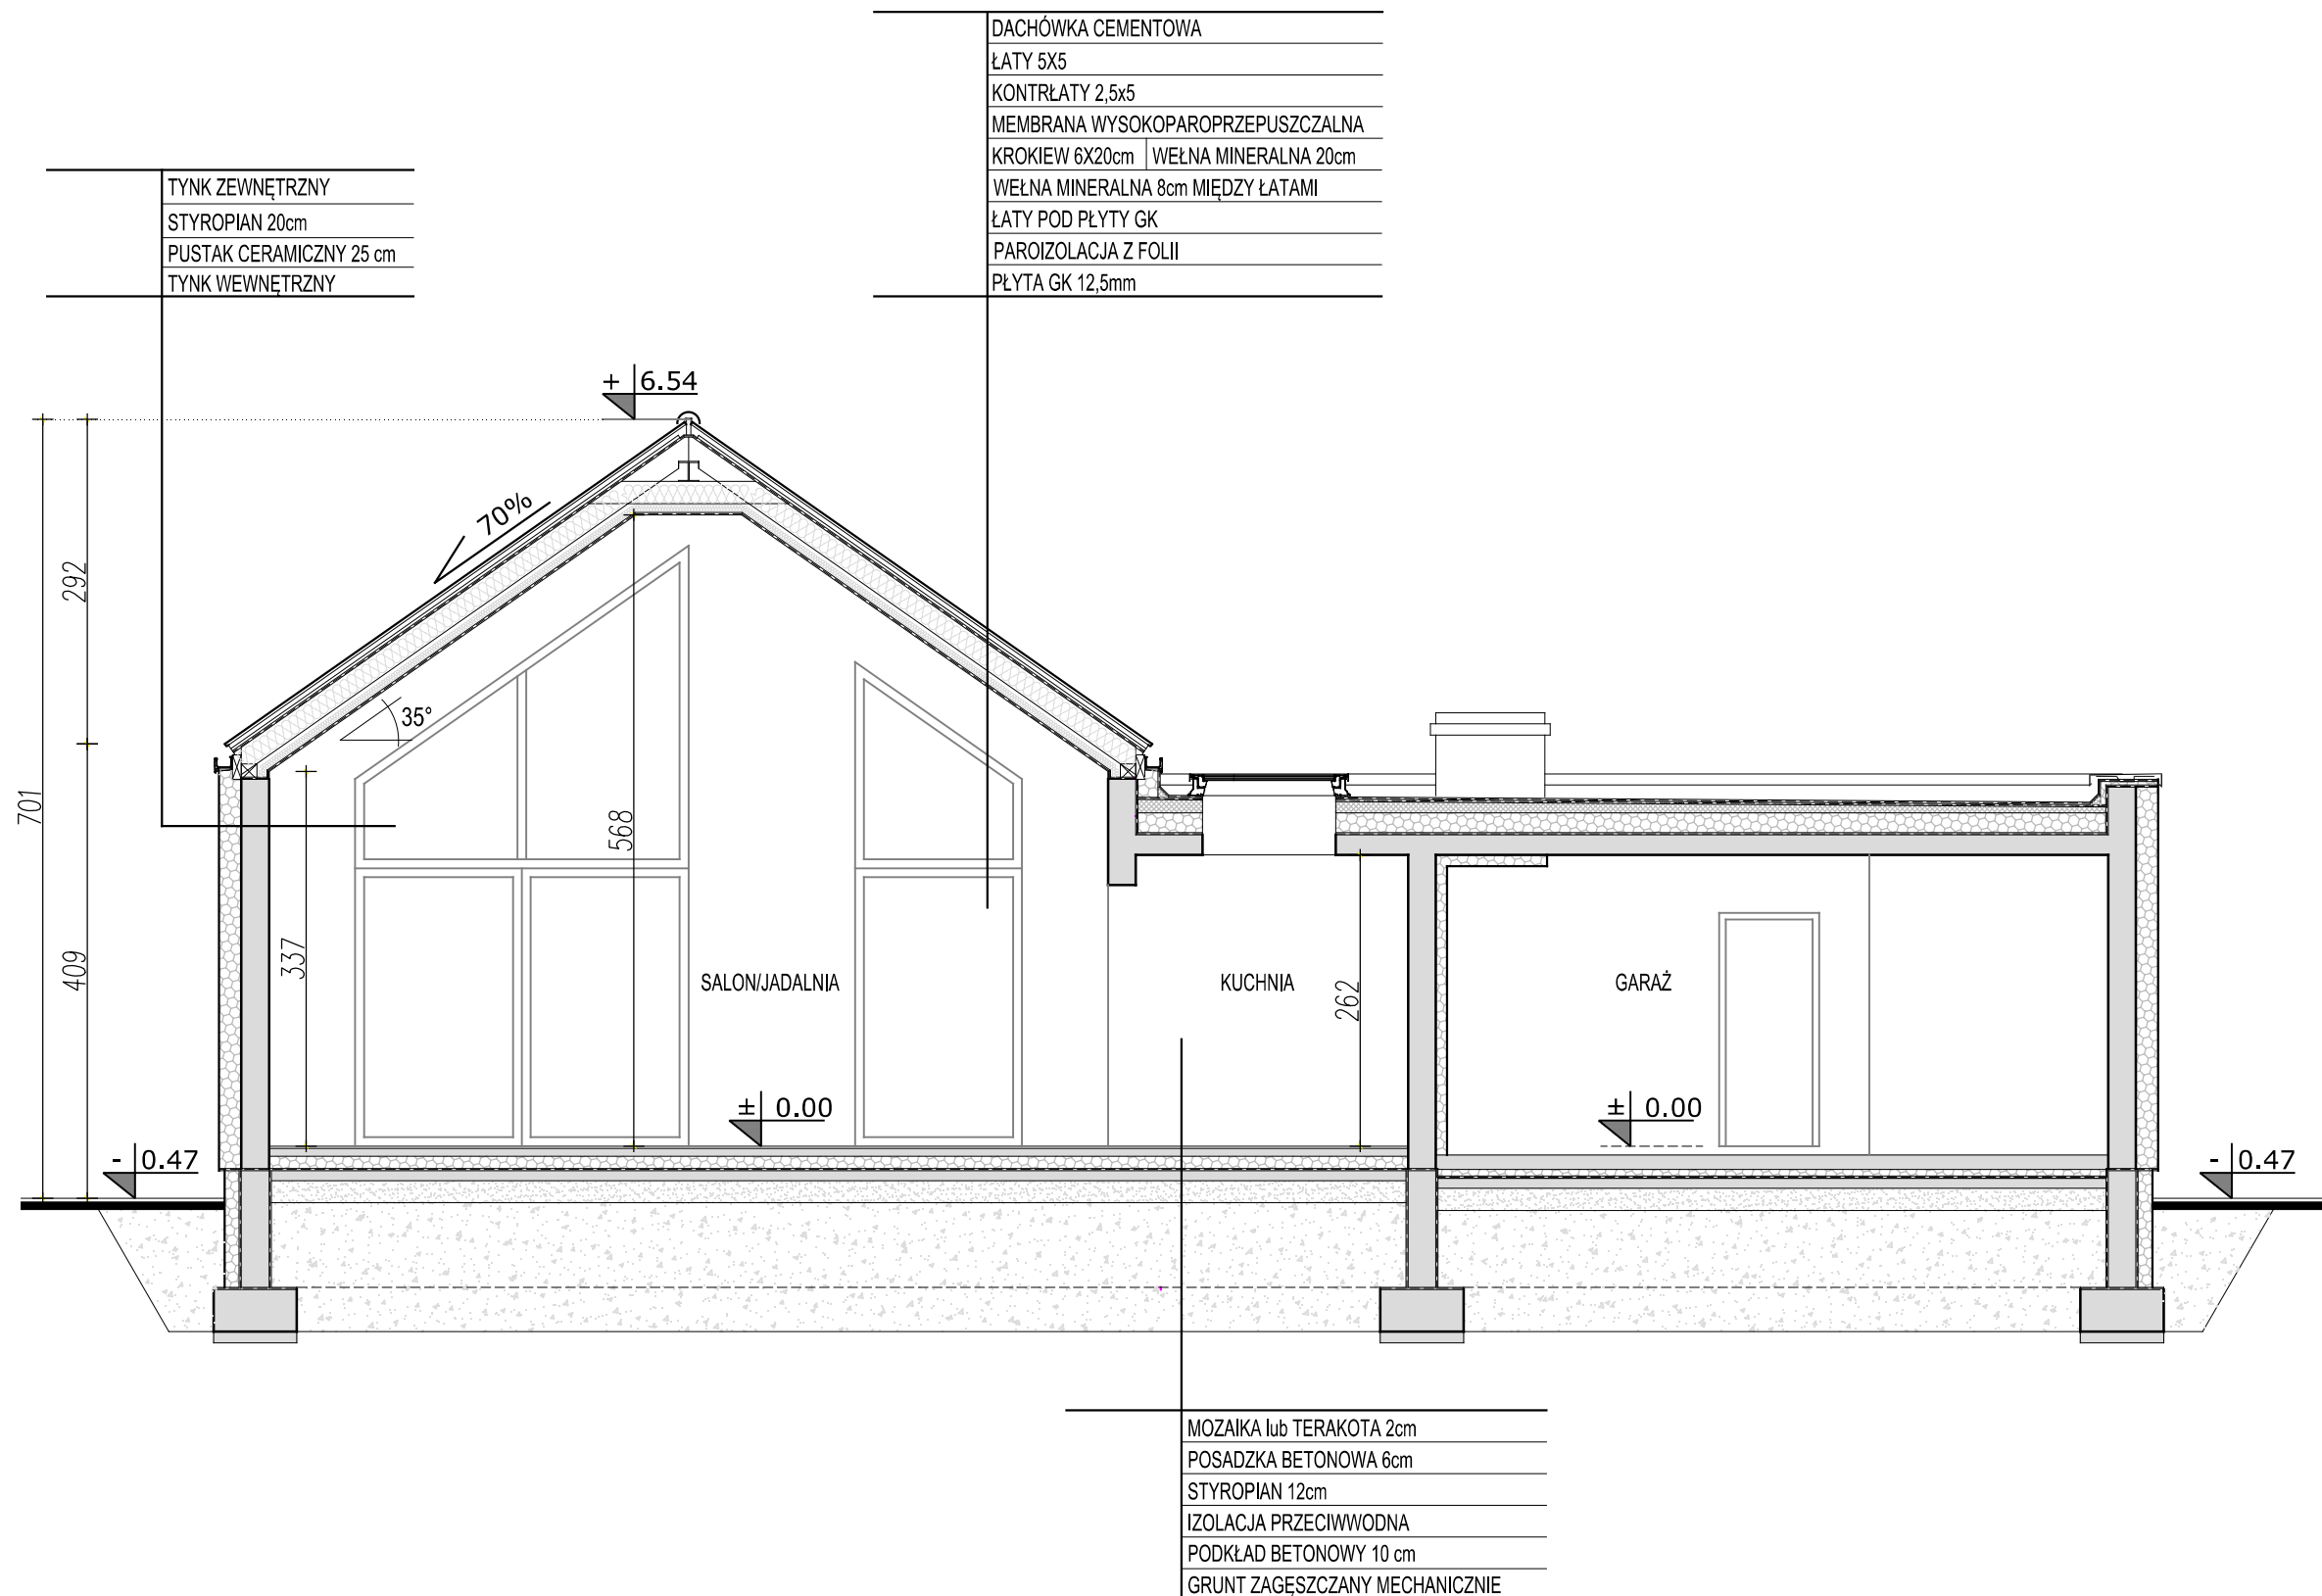 DACHÓWKA CEMENTOWA
ŁATY 5X5
KONTRŁATY 2,5x5
MEMBRANA WYSOKOPAROPRZEPUSZCZALNA
KROKIEW 6X20cm WEŁNA MINERALNA 20cm
WEŁNA MINERALNA 8cm MIĘDZY ŁATAMI
ŁATY POD PŁYTY GK
PAROIZOLACJA Z FOLII
PŁYTA GK 12,5mm
TYNK ZEWNĘTRZNY
STYROPIAN 20cm
PUSTAK CERAMICZNY 25 cm
TYNK WEWNĘTRZNY
+ 6.54
70%
292
35°
701
568
409
337
SALON/JADALNIA
KUCHNIA
262
GARAŻ
± 0.00
± 0.00
- 0.47
- 0.47
MOZAIKA lub TERAKOTA 2cm
POSADZKA BETONOWA 6cm
STYROPIAN 12cm
IZOLACJA PRZECIWWODNA
PODKŁAD BETONOWY 10 cm
GRUNT ZAGĘSZCZANY MECHANICZNIE